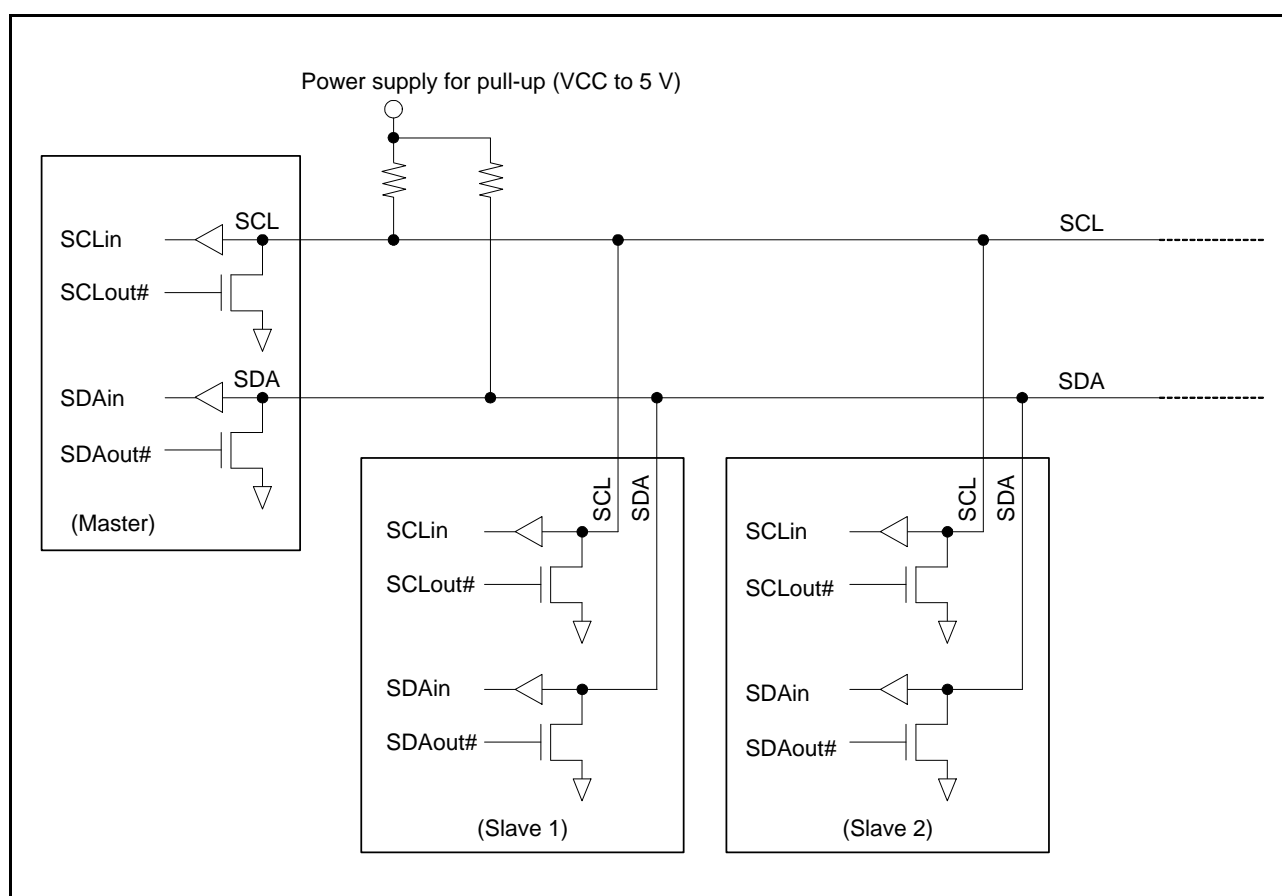 Power supply for pull-up (VCC to 5 V)
SCL
SCLin
SCLout#
SDA
SDAin
SDAout#
(Master)
SCL
SDA
SCL
SDA
SCLin
SCLout#
SDAin
SDAout#
(Slave 1)
SCL
SDA
SCLin
SCLout#
SDAin
SDAout#
(Slave 2)